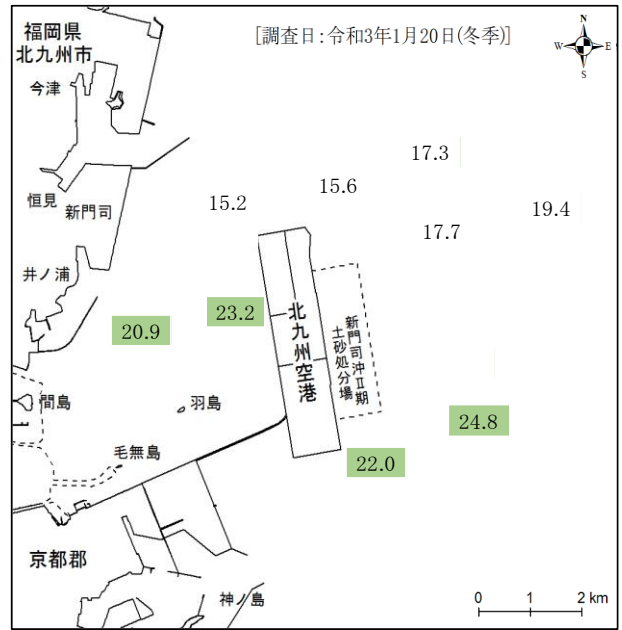 福岡県
北九州市
[調査日:令和3年1月20日(冬季)]
N
W
E
S
今津
17.3
恒見
新門司
15.2
15.6
19.4
17.7
井ノ浦
20.9
23.2
北九州空港
新門司沖Ⅱ期
土砂処分場
間島
羽島
24.8
毛無島
22.0
京都郡
神ノ島
0 1 2 km